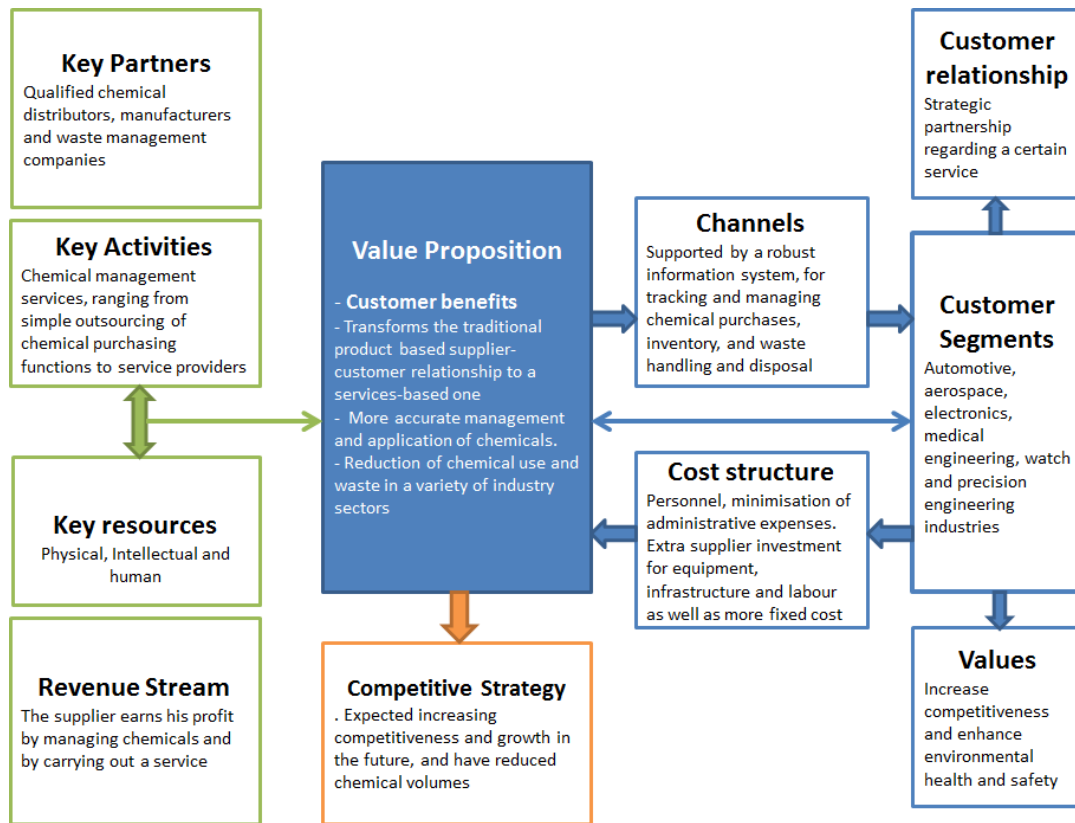 Key Partners
Qualified chemical
distributors, manufacturers
and waste management
companies
Key Activities
Chemical management
services, ranging from
simple outsourcing of
chemical purchasing
functions to service providers
Key resources
Physical, Intellectual and
human
Revenue Stream
The supplier earns his profit
by managing chemicals and
by carrying out a service
Value Proposition
- Customer benefits
- Transforms the traditional
product based supplier-
customer relationship to a
services-based one
- More accurate management
and application of chemicals.
- Reduction of chemical use and
waste in a variety of industry
sectors
Competitive Strategy
. Expected increasing
competitiveness and growth in
the future, and have reduced
chemical volumes
Channels
Supported by a robust
information system, for
tracking and managing
chemical purchases,
inventory, and waste
handling and disposal
Cost structure
Personnel, minimisation of
administrative expenses.
Extra supplier investment
for equipment,
infrastructure and labour
as well as more fixed cost
Customer
relationship
Strategic
partnership
regarding a certain
service
Customer
Segments
Automotive,
aerospace,
electronics,
medical
engineering, watch
and precision
engineering
industries
Values
Increase
competitiveness
and enhance
environmental
health and safety